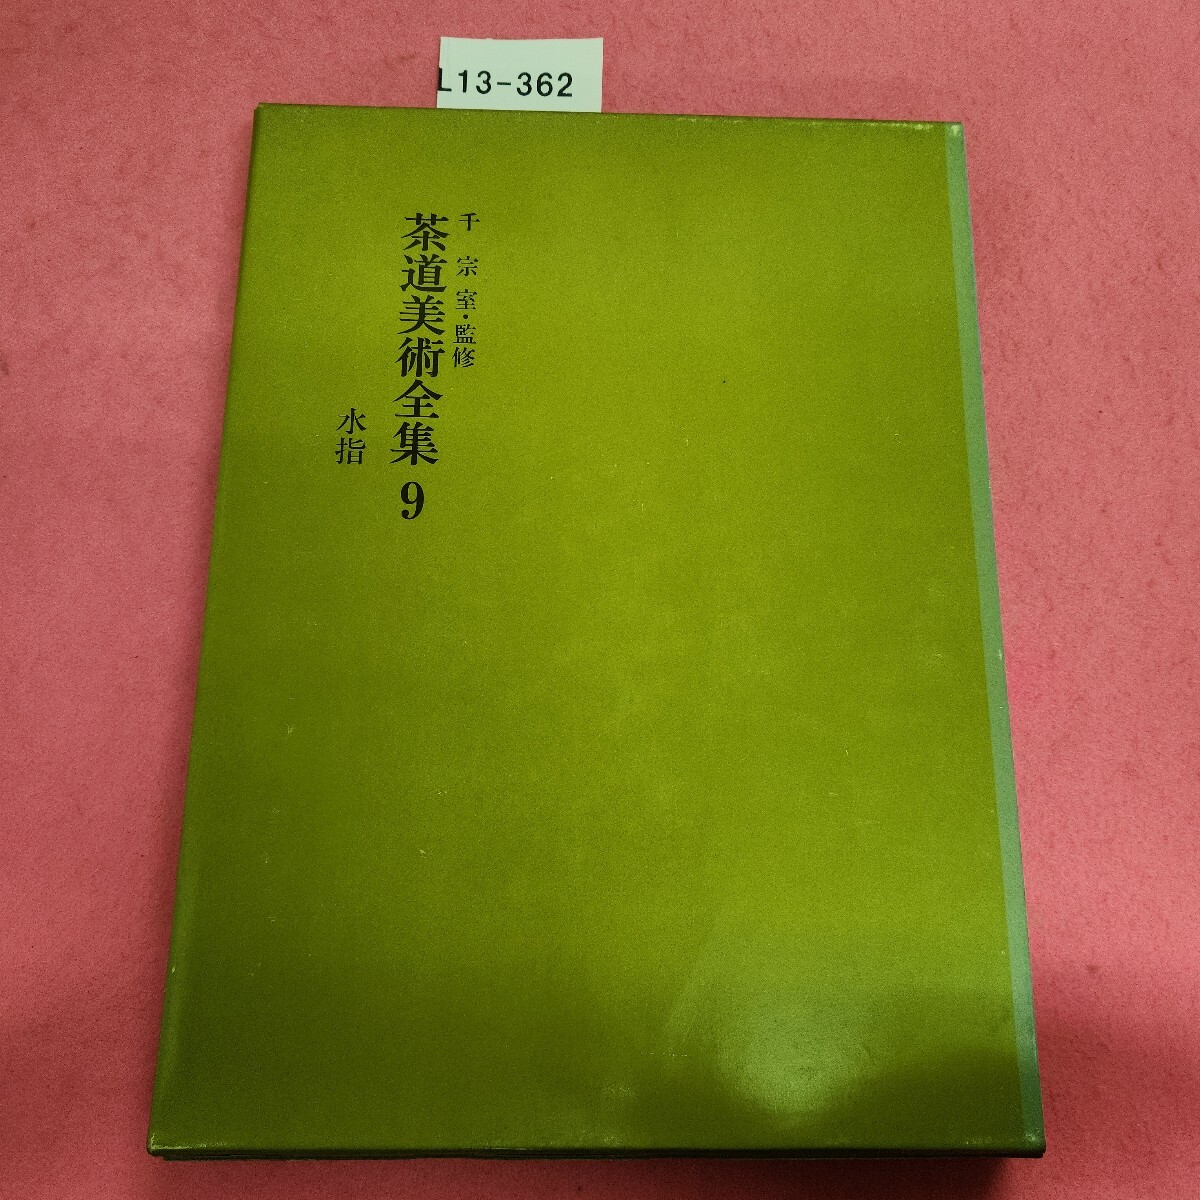 L13-362
千宗室・監修
茶道美術全集9
水指